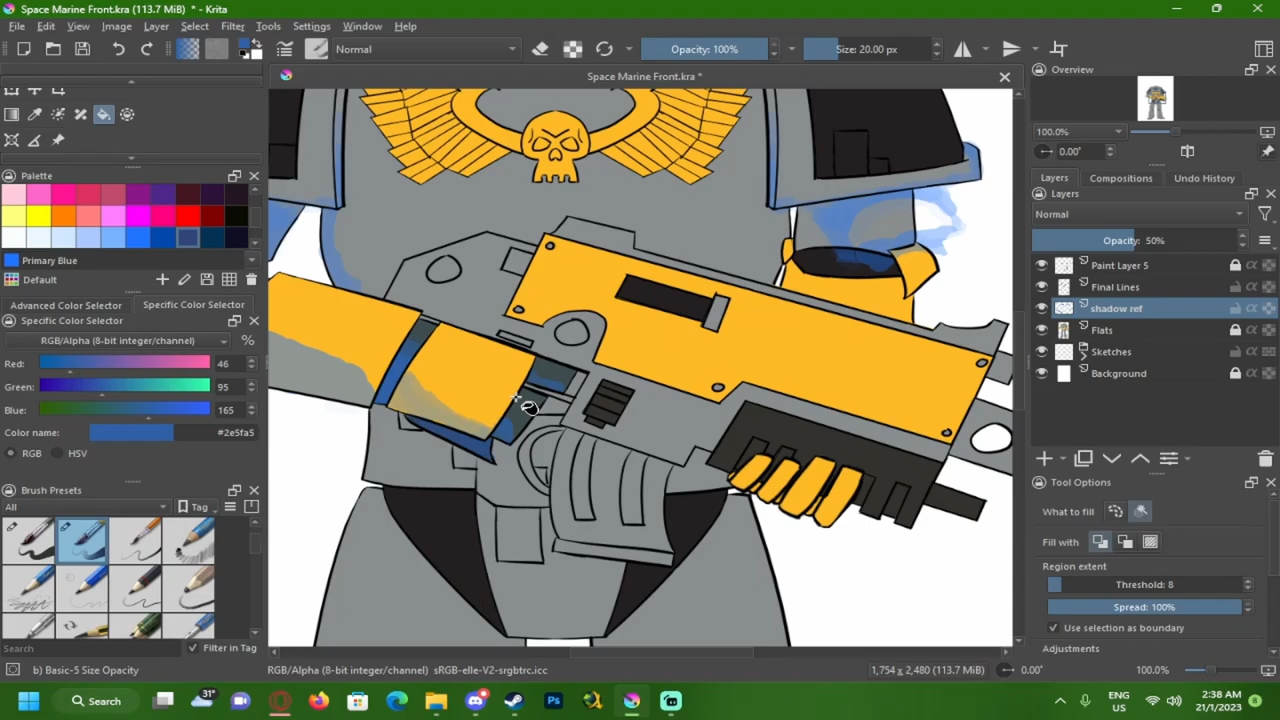 Space Marine Front.kra (113.7 MiB) * - Krita
File Edit View Image Layer Select Filter Tools Settings Window Help
Normal Opacity: 100% Size: 20.00 px
Space Marine Front.kra *
Overview
100.0%
0.00°
Palette
Primary Blue
Default
Advanced Color Selector Specific Color Selector
Specific Color Selector
RGB/Alpha (8-bit integer/channel) %
Red: 46
Green: 95
Blue: 165
Color name: #2e5fa5
RGB HSV
Brush Presets
All Tag
Search Filter in Tag
Layers Compositions Undo History
Layers
Normal
Opacity: 50%
Paint Layer 5
Final Lines
shadow ref
Flats
Sketches
Background
Tool Options
What to fill
Fill with
Region extent
Threshold: 8
Spread: 100%
Use selection as boundary
Adjustments
b) Basic-5 Size Opacity RGB/Alpha (8-bit integer/channel) sRGB-elle-V2-srgbtrc.icc 1,754 x 2,480 (113.7 MiB) 0.00° 100.0%
Search 31° Ps ENG US 2:38 AM 21/1/2023 8